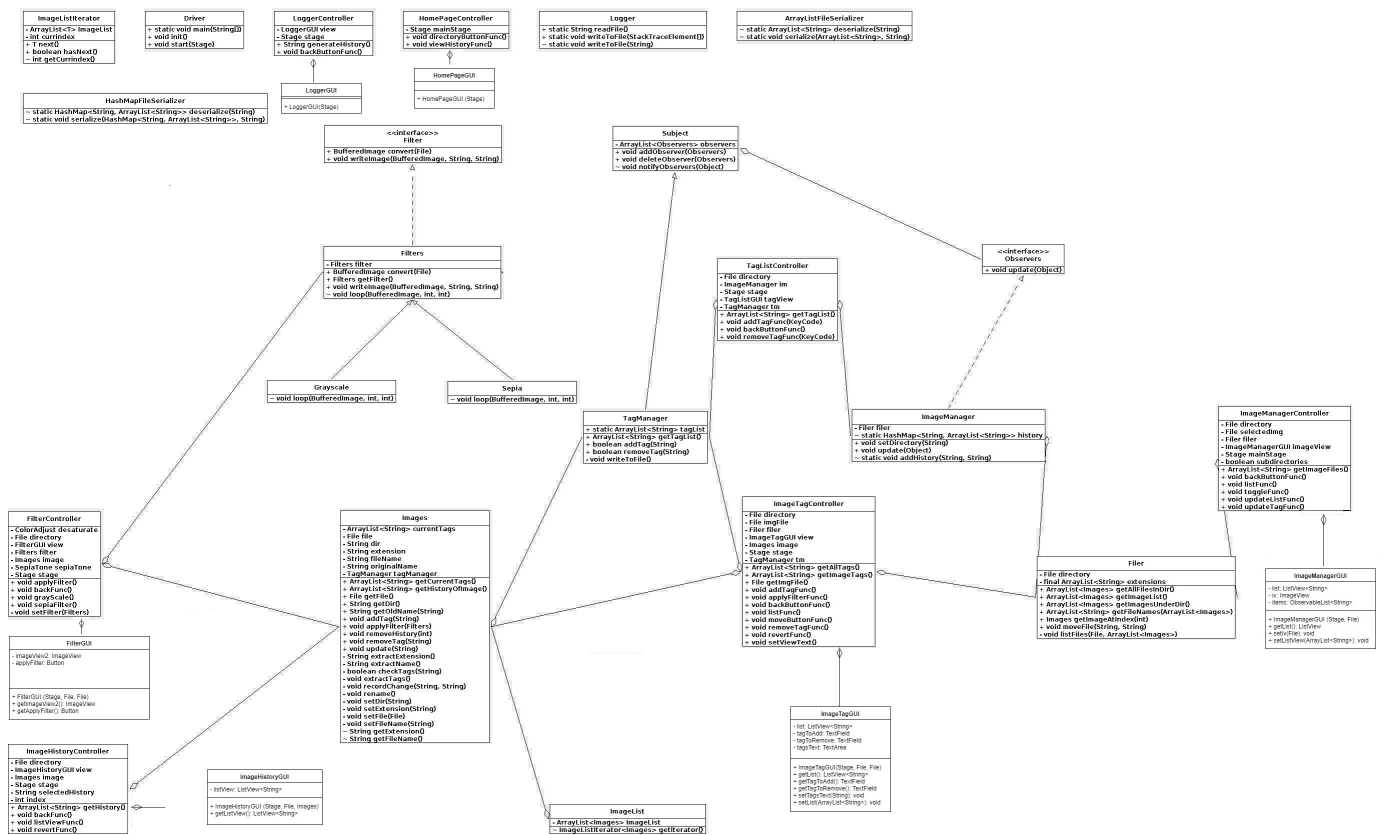 ImageListIterator
- ArrayList<T> ImageList
- int currindex
+ T next()
+ boolean hasNext()
~ int getCurrindex()
Driver
+ static void main(String[])
+ void init()
+ void start(Stage)
LoggerController
- LoggerGUI view
- Stage stage
+ String generateHistory()
+ void backButtonFunc()
HomePageController
- Stage mainStage
+ void directoryButtonFunc()
+ void viewHistoryFunc()
Logger
+ static String readFile()
+ static void writeToFile(StackTraceElement[])
~ static void writeToFile(String)
ArrayListFileSerializer
~ static ArrayList<String> deserialize(String)
~ static void serialize(ArrayList<String>, String)
LoggerGUI
+ LoggerGUI(Stage)
HomePageGUI
+ HomePageGUI (Stage)
HashMapFileSerializer
~ static HashMap<String, ArrayList<String>> deserialize(String)
~ static void serialize(HashMap<String, ArrayList<String>>, String)
<<interface>>
Filter
+ BufferedImage convert(File)
+ void writeImage(BufferedImage, String, String)
Subject
- ArrayList<Observers> observers
+ void addObserver(Observers)
+ void deleteObserver(Observers)
~ void notifyObservers(Object)
Filters
- Filters filter
+ BufferedImage convert(File)
+ Filters getFilter()
+ void writeImage(BufferedImage, String, String)
~ void loop(BufferedImage, int, int)
<<interface>>
Observers
+ void update(Object)
TagListController
- File directory
- ImageManager im
- Stage stage
- TagListGUI tagView
- TagManager tm
+ ArrayList<String> getTagList()
+ void addTagFunc(KeyCode)
+ void backButtonFunc()
+ void removeTagFunc(KeyCode)
Grayscale
~ void loop(BufferedImage, int, int)
Sepia
~ void loop(BufferedImage, int, int)
TagManager
+ static ArrayList<String> tagList
+ ArrayList<String> getTagList()
+ boolean addTag(String)
+ boolean removeTag(String)
- void writeToFile()
ImageManager
- Filer filer
~ static HashMap<String, ArrayList<String>> history
+ void setDirectory(String)
+ void update(Object)
~ static void addHistory(String, String)
ImageManagerController
- File directory
- File selectedImg
- Filer filer
- ImageManagerGUI imageView
- Stage mainStage
- boolean subdirectories
+ ArrayList<String> getImageFiles()
+ void backButtonFunc()
+ void listFunc()
+ void toggleFunc()
+ void updateListFunc()
+ void updateTagFunc()
FilterController
- ColorAdjust desaturate
- File directory
- FilterGUI view
- Filters filter
- Images image
- SepiaTone sepiaTone
- Stage stage
+ void applyFilter()
+ void backFunc()
+ void grayScale()
+ void sepiaFilter()
- void setFilter(Filters)
Images
- ArrayList<String> currentTags
- File file
- String dir
- String extension
- String fileName
- String originalName
- TagManager tagManager
+ ArrayList<String> getCurrentTags()
+ ArrayList<String> getHistoryOfImage()
+ File getFile()
+ String getDir()
+ String getOldName(String)
+ void addTag(String)
+ void applyFilter(Filters)
+ void removeHistory(int)
+ void removeTag(String)
+ void update(String)
- String extractExtension()
- String extractName()
- boolean checkTags(String)
- void extractTags()
- void recordChange(String, String)
- void rename()
- void setDir(String)
- void setExtension(String)
- void setFile(File)
- void setFileName(String)
~ String getExtension()
~ String getFileName()
ImageTagController
- File directory
- File imgFile
- Filer filer
- ImageTagGUI view
- Images image
- Stage stage
- TagManager tm
+ ArrayList<String> getAllTags()
+ ArrayList<String> getImageTags()
+ File getImgFile()
+ void addTagFunc()
+ void applyFilterFunc()
+ void backButtonFunc()
+ void listFunc()
+ void moveButtonFunc()
+ void removeTagFunc()
+ void revertFunc()
+ void setViewText()
Filer
- File directory
- final ArrayList<String> extensions
+ ArrayList<Images> getAllFilesInDir()
+ ArrayList<Images> getImageList()
+ ArrayList<Images> getImagesUnderDir()
+ ArrayList<String> getFileNames(ArrayList<Images>)
+ Images getImageAtIndex(int)
+ void moveFile(String, String)
- void listFiles(File, ArrayList<Images>)
ImageManagerGUI
- list: ListView<String>
- iv: ImageView
- items: ObservableList<String>
+ ImageManagerGUI (Stage, File)
+ getList(): ListView
+ setIv(File): void
+ setListView(ArrayList<String>): void
FilterGUI
- imageView2: ImageView
- applyFilter: Button
+ FilterGUI (Stage, File, File)
+ getImageView2(): ImageView
+ getApplyFilter(): Button
ImageTagGUI
- list: ListView<String>
- tagToAdd: TextField
- tagToRemove: TextField
- tagsText: TextArea
+ ImageTagGUI(Stage, File, File)
+ getList(): ListView<String>
+ getTagToAdd(): TextField
+ getTagToRemove(): TextField
+ setTagsText(String): void
+ setList(ArrayList<String>): void
ImageHistoryController
- File directory
- ImageHistoryGUI view
- Images image
- Stage stage
- String selectedHistory
- int index
+ ArrayList<String> getHistory()
+ void backFunc()
+ void listViewFunc()
+ void revertFunc()
ImageHistoryGUI
- listView: ListView<String>
+ ImageHistoryGUI (Stage, File, Images)
+ getListView(): ListView<String>
ImageList
- ArrayList<Images> ImageList
~ ImageListIterator<Images> getIterator()